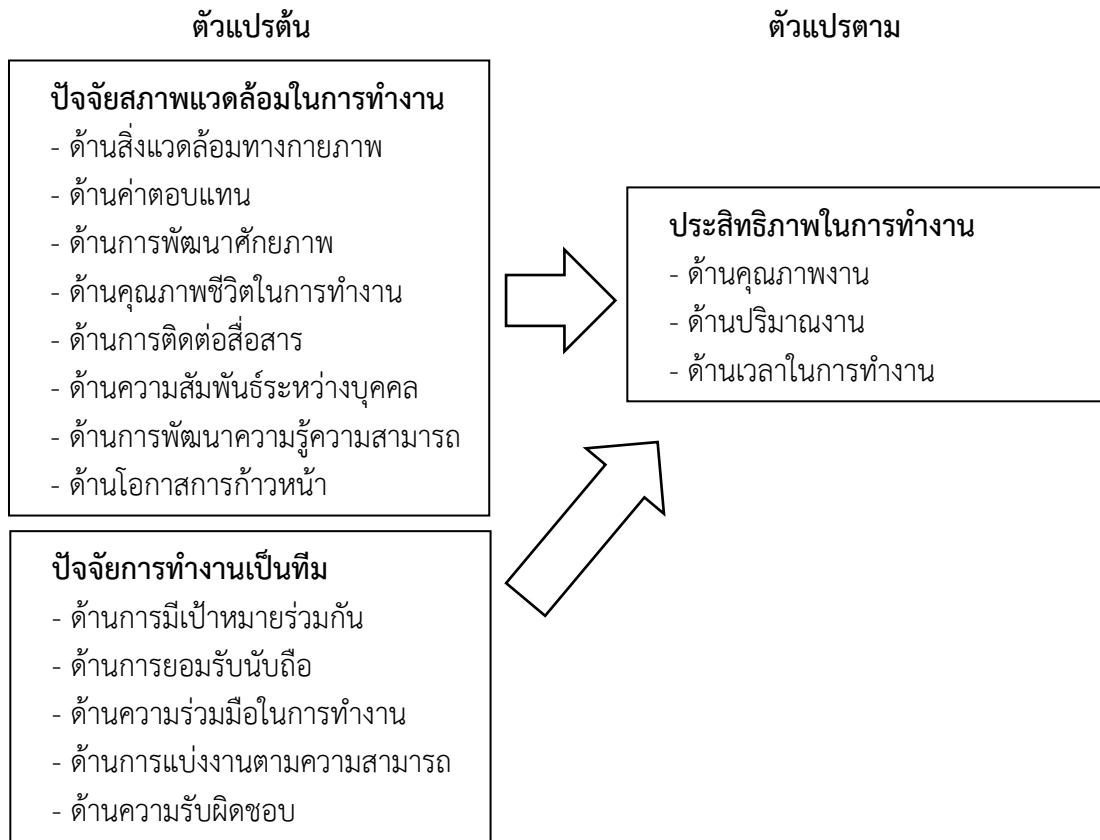 ตัวแปรต้น
ตัวแปรตาม
ปัจจัยสภาพแวดล้อมในการทำงาน
- ด้านสิ่งแวดล้อมทางกายภาพ
- ด้านค่าตอบแทน
- ด้านการพัฒนาศักยภาพ
- ด้านคุณภาพชีวิตในการทำงาน
- ด้านการติดต่อสื่อสาร
- ด้านความสัมพันธ์ระหว่างบุคคล
- ด้านการพัฒนาความรู้ความสามารถ
- ด้านโอกาสการก้าวหน้า
ประสิทธิภาพในการทำงาน
- ด้านคุณภาพงาน
- ด้านปริมาณงาน
- ด้านเวลาในการทำงาน
ปัจจัยการทำงานเป็นทีม
- ด้านการมีเป้าหมายร่วมกัน
- ด้านการยอมรับนับถือ
- ด้านความร่วมมือในการทำงาน
- ด้านการแบ่งงานตามความสามารถ
- ด้านความรับผิดชอบ